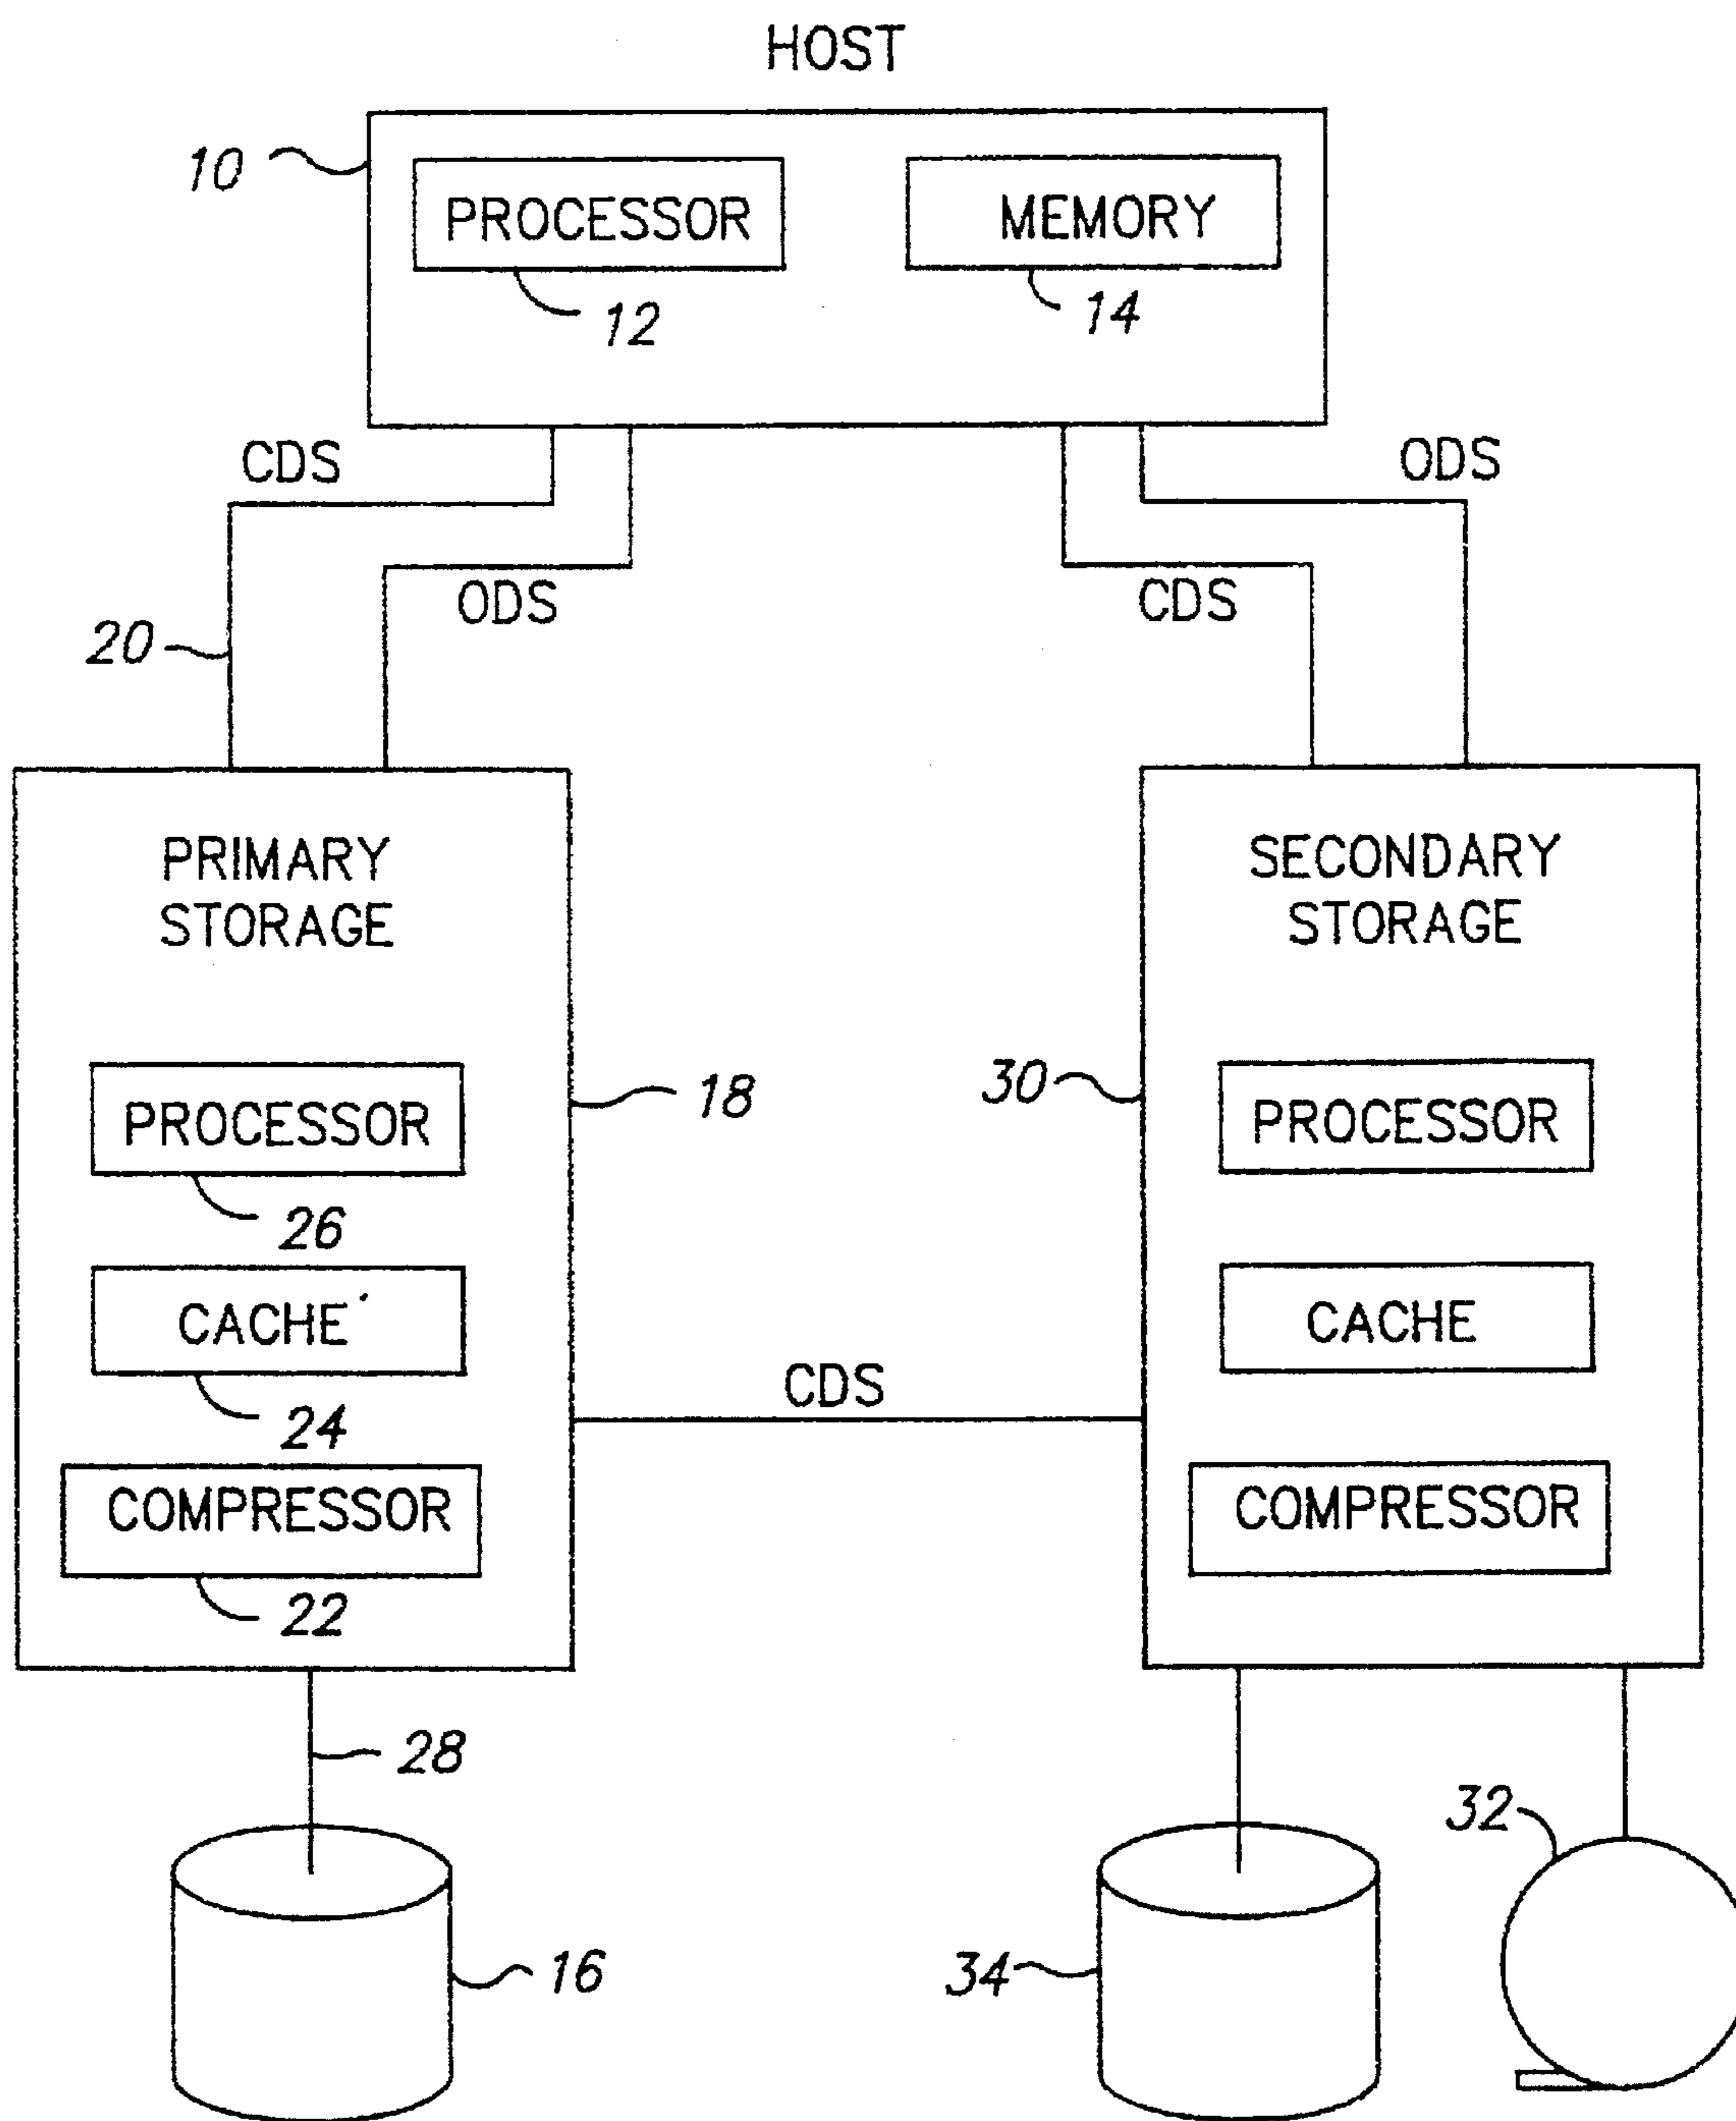 HOST
10
PROCESSOR
MEMORY
12
14
CDS
ODS
ODS
CDS
20
PRIMARY
STORAGE
SECONDARY
STORAGE
18
30
PROCESSOR
PROCESSOR
26
CACHE
CACHE
24
CDS
COMPRESSOR
COMPRESSOR
22
28
32
16
34